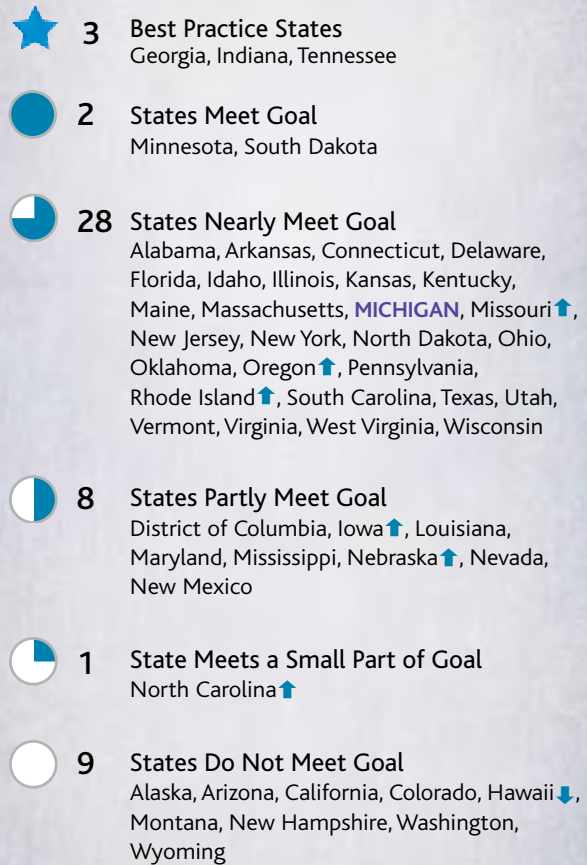 3 Best Practice States
Georgia, Indiana, Tennessee
2 States Meet Goal
Minnesota, South Dakota
28 States Nearly Meet Goal
Alabama, Arkansas, Connecticut, Delaware,
Florida, Idaho, Illinois, Kansas, Kentucky,
Maine, Massachusetts, MICHIGAN, Missouri⬆,
New Jersey, New York, North Dakota, Ohio,
Oklahoma, Oregon⬆, Pennsylvania,
Rhode Island⬆, South Carolina, Texas, Utah,
Vermont, Virginia, West Virginia, Wisconsin
8 States Partly Meet Goal
District of Columbia, Iowa⬆, Louisiana,
Maryland, Mississippi, Nebraska⬆, Nevada,
New Mexico
1 State Meets a Small Part of Goal
North Carolina⬆
9 States Do Not Meet Goal
Alaska, Arizona, California, Colorado, Hawaii⬇,
Montana, New Hampshire, Washington,
Wyoming